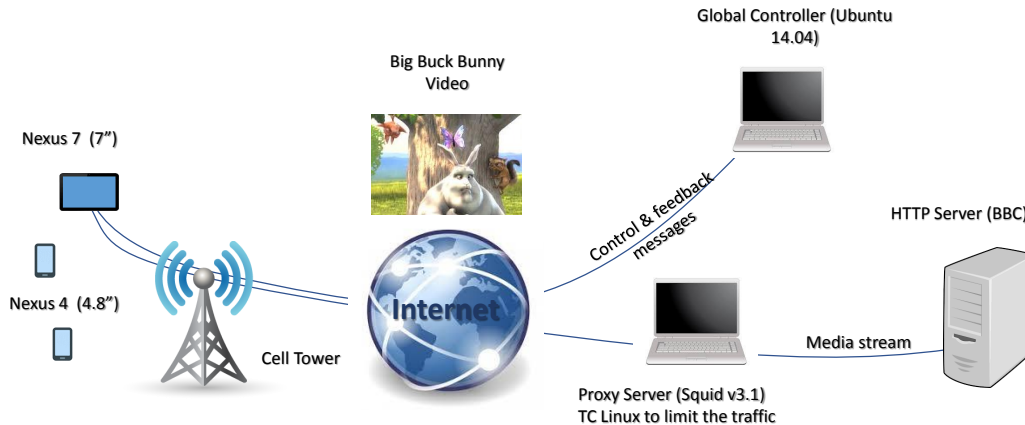 Global Controller (Ubuntu
14.04)
Big Buck Bunny
Video
Nexus 7 (7”)
Control & feedback
messages
HTTP Server (BBC)
Nexus 4 (4.8”)
Internet
Cell Tower
Media stream
Proxy Server (Squid v3.1)
TC Linux to limit the traffic